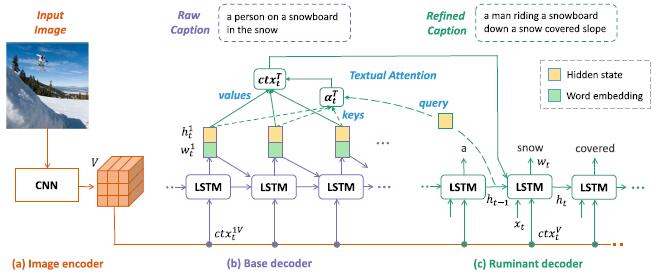 Input
Image
Raw
Caption
a person on a snowboard
in the snow
Refined
Caption
a man riding a snowboard
down a snow covered slope
ctx_t^T
Textual Attention
α_t^T
values
keys
query
Hidden state
Word embedding
h_t^1
w_t^1
...
V
CNN
LSTM
LSTM
LSTM
a
snow
w_t
covered
LSTM
LSTM
LSTM
h_{t-1}
h_t
x_t
ctx_t^{1V}
ctx_t^V
(a) Image encoder
(b) Base decoder
(c) Ruminant decoder